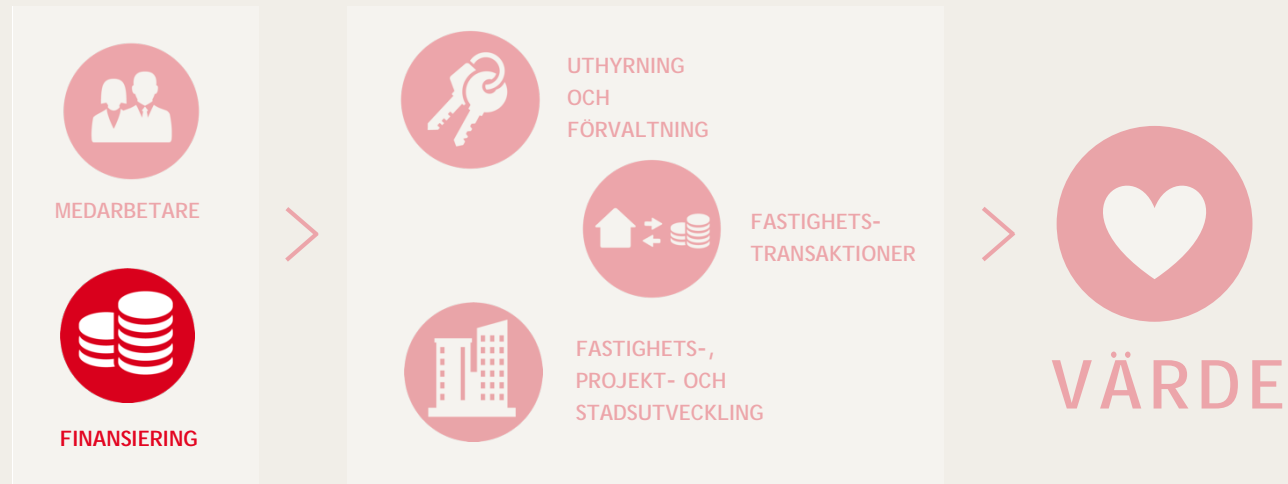 MEDARBETARE
FINANSIERING
UTHYRNING
OCH
FÖRVALTNING
FASTIGHETS-
TRANSAKTIONER
FASTIGHETS-,
PROJEKT- OCH
STADSUTVECKLING
VÄRDE